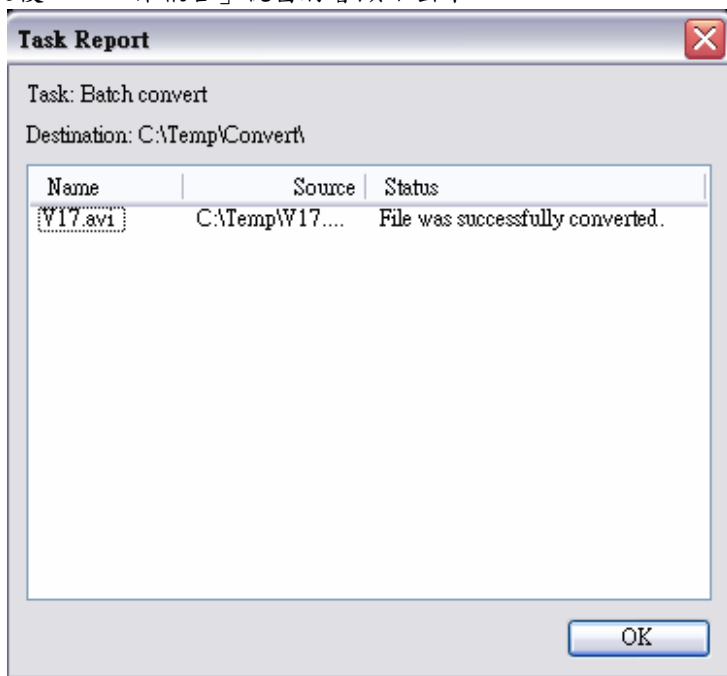 Task Report
Task: Batch convert
Destination: C:\Temp\Convert\
Name Source Status
V17.avi C:\Temp\V17.... File was successfully converted.
OK